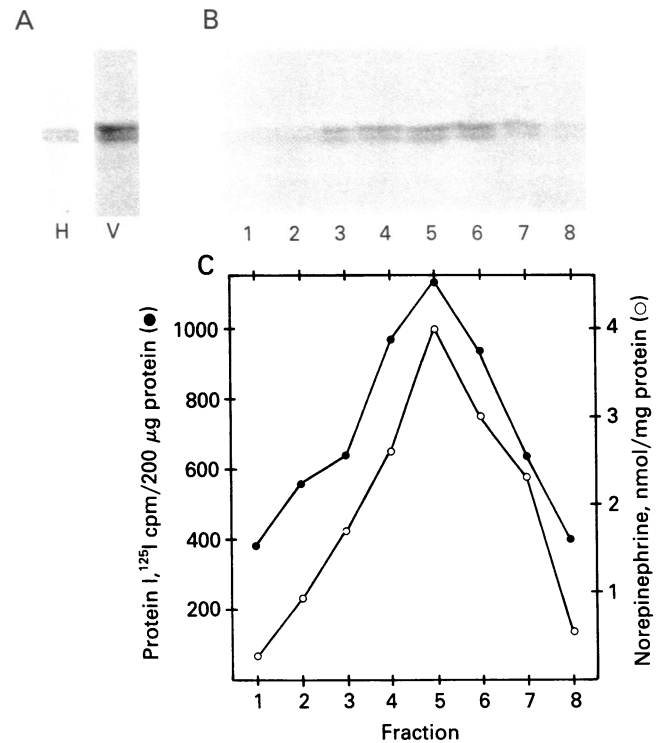 A
B
H V
1 2 3 4 5 6 7 8
C
Protein I, ¹²⁵I cpm/200 µg protein (●)
1000
800
600
400
200
Norepinephrine, nmol/mg protein (○)
4
3
2
1
1 2 3 4 5 6 7 8
Fraction